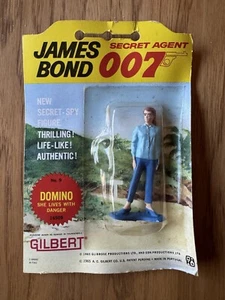 JAMES
BOND
SECRET AGENT
007
NEW
SECRET-SPY
FIGURE
THRILLING!
LIFE-LIKE!
AUTHENTIC!
DOMINO
SHE LIVES WITH
DANGER
GILBERT